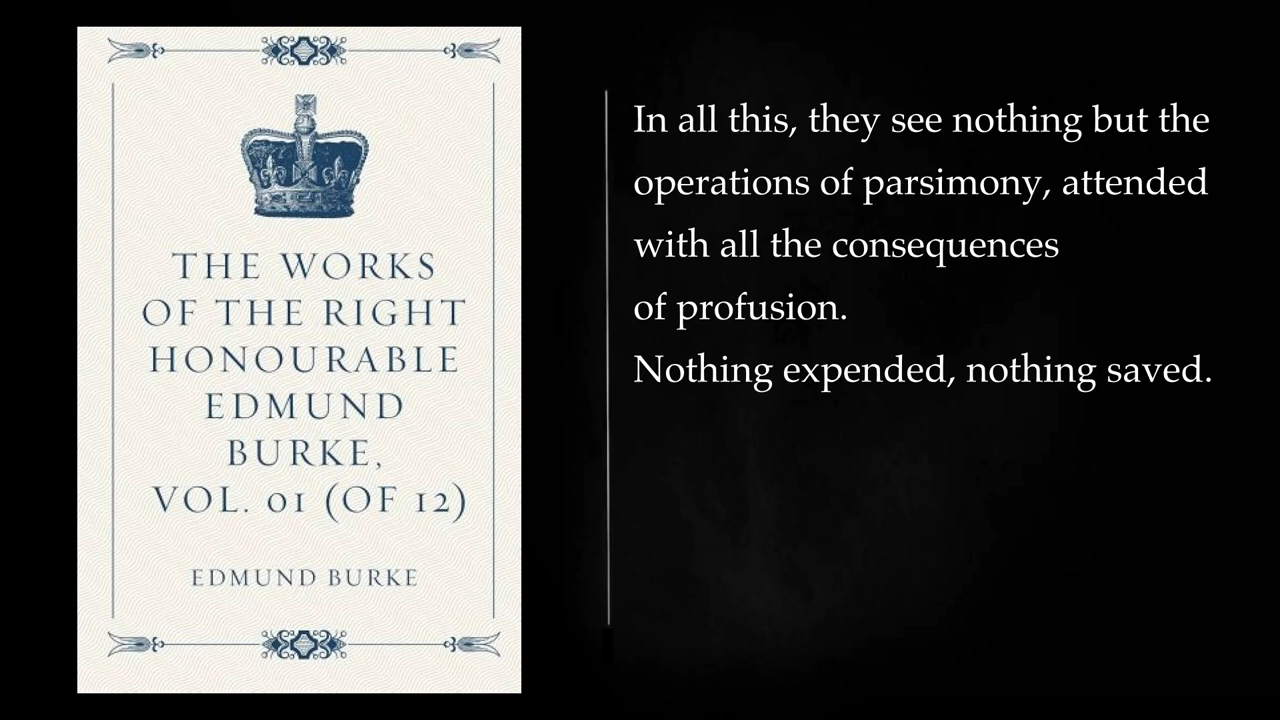 THE WORKS
OF THE RIGHT
HONOURABLE
EDMUND
BURKE,
VOL. 01 (OF 12)
EDMUND BURKE
In all this, they see nothing but the
operations of parsimony, attended
with all the consequences
of profusion.
Nothing expended, nothing saved.